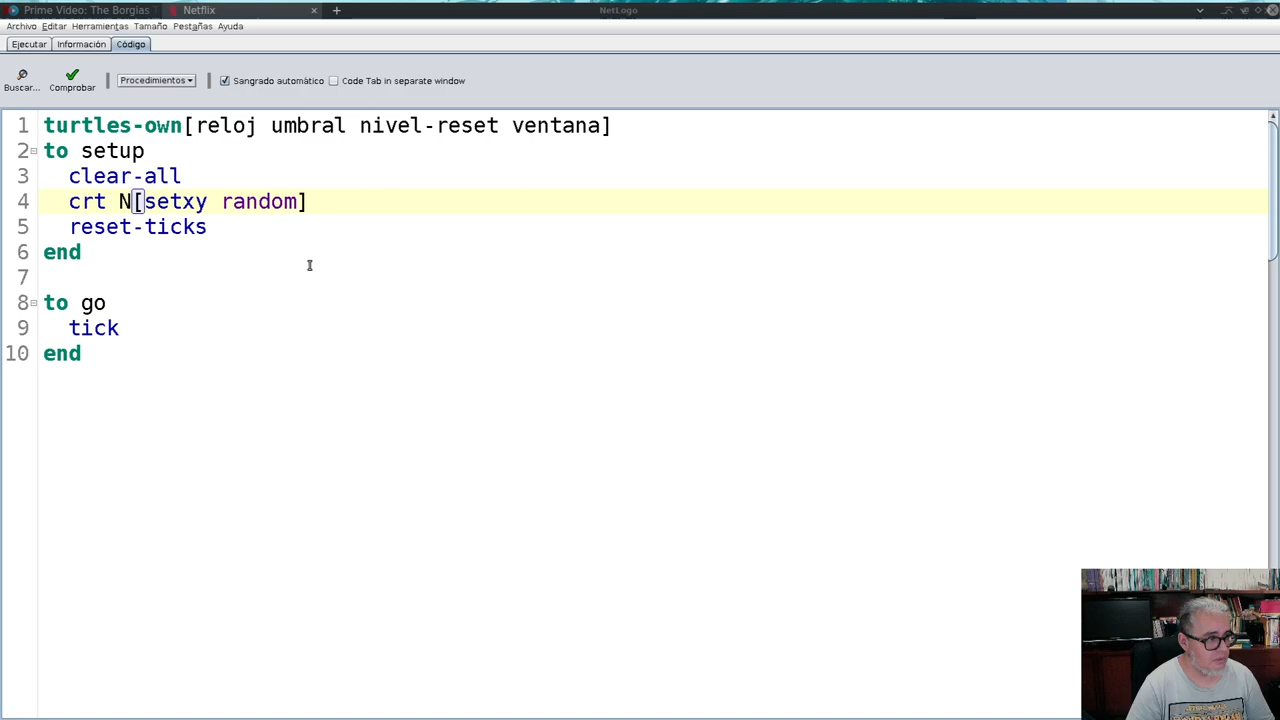 Prime Video: The Borgias Netflix × + NetLogo
Archivo Editar Herramientas Tamaño Pestañas Ayuda
Ejecutar Información Código
Buscar... Comprobar Procedimientos Sangrado automático Code Tab in separate window
1 turtles-own[reloj umbral nivel-reset ventana]
2 to setup
3 clear-all
4 crt N[setxy random]
5 reset-ticks
6 end
7
8 to go
9 tick
10 end